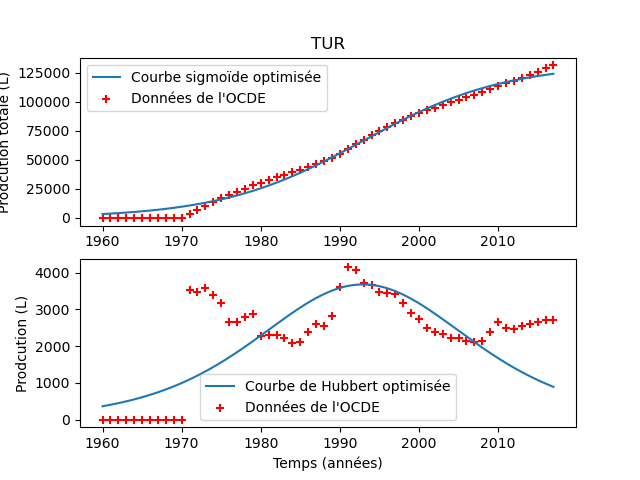 TUR
Prodcution totale (L)
125000
100000
75000
50000
25000
0
Courbe sigmoïde optimisée
Données de l'OCDE
1960 1970 1980 1990 2000 2010
Prodcution (L)
4000
3000
2000
1000
0
Courbe de Hubbert optimisée
Données de l'OCDE
1960 1970 1980 1990 2000 2010
Temps (années)